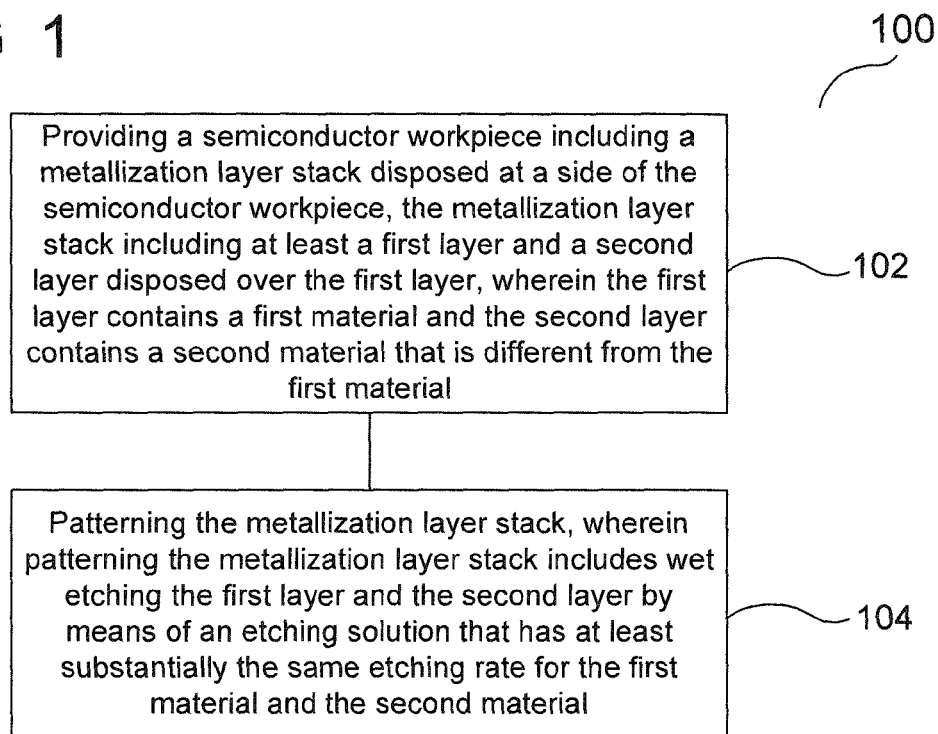 1
100
Providing a semiconductor workpiece including a
metallization layer stack disposed at a side of the
semiconductor workpiece, the metallization layer
stack including at least a first layer and a second
layer disposed over the first layer, wherein the first
layer contains a first material and the second layer
contains a second material that is different from the
first material
102
Patterning the metallization layer stack, wherein
patterning the metallization layer stack includes wet
etching the first layer and the second layer by
means of an etching solution that has at least
substantially the same etching rate for the first
material and the second material
104